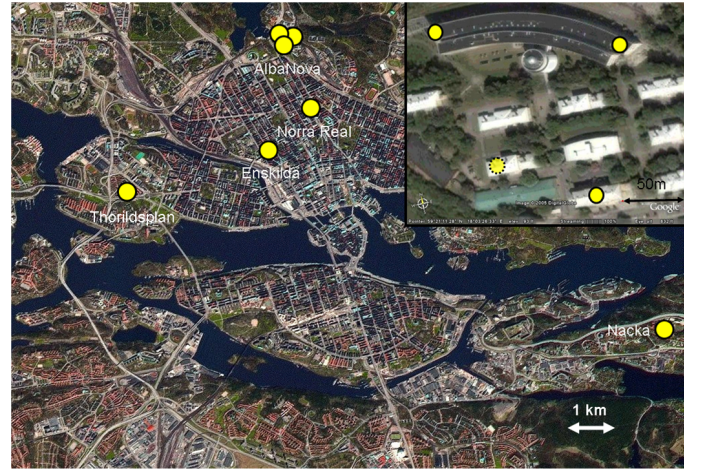 AlbaNova
Norra Real
Enskilda
Thorildsplan
50m
Google
Nacka
1 km